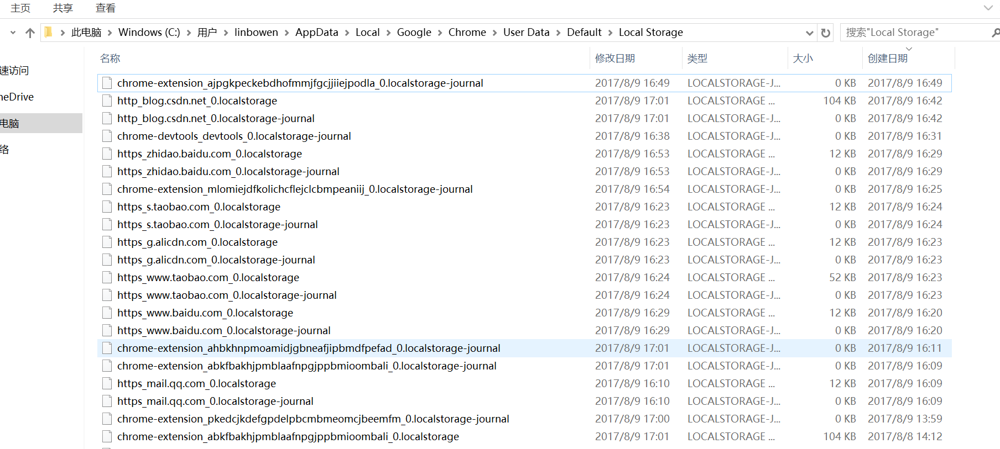 主页 共享 查看
此电脑 Windows (C:) 用户 linbowen AppData Local Google Chrome User Data Default Local Storage 搜索"Local Storage"
名称 修改日期 类型 大小 创建日期
速访问
neDrive
电脑
络
chrome-extension_ajpgkpeckebdhofmmjfgcjjiiejpodla_0.localstorage-journal 2017/8/9 16:49 LOCALSTORAGE-J... 0 KB 2017/8/9 16:49
http_blog.csdn.net_0.localstorage 2017/8/9 17:01 LOCALSTORAGE ... 104 KB 2017/8/9 16:42
http_blog.csdn.net_0.localstorage-journal 2017/8/9 17:01 LOCALSTORAGE-J... 0 KB 2017/8/9 16:42
chrome-devtools_devtools_0.localstorage-journal 2017/8/9 16:38 LOCALSTORAGE-J... 0 KB 2017/8/9 16:31
https_zhidao.baidu.com_0.localstorage 2017/8/9 16:53 LOCALSTORAGE ... 12 KB 2017/8/9 16:29
https_zhidao.baidu.com_0.localstorage-journal 2017/8/9 16:53 LOCALSTORAGE-J... 0 KB 2017/8/9 16:29
chrome-extension_mlomiejdfkolichcflejclcbmpeaniij_0.localstorage-journal 2017/8/9 16:54 LOCALSTORAGE-J... 0 KB 2017/8/9 16:25
https_s.taobao.com_0.localstorage 2017/8/9 16:23 LOCALSTORAGE ... 12 KB 2017/8/9 16:24
https_s.taobao.com_0.localstorage-journal 2017/8/9 16:23 LOCALSTORAGE-J... 0 KB 2017/8/9 16:24
https_g.alicdn.com_0.localstorage 2017/8/9 16:23 LOCALSTORAGE ... 12 KB 2017/8/9 16:23
https_g.alicdn.com_0.localstorage-journal 2017/8/9 16:23 LOCALSTORAGE-J... 0 KB 2017/8/9 16:23
https_www.taobao.com_0.localstorage 2017/8/9 16:24 LOCALSTORAGE ... 52 KB 2017/8/9 16:23
https_www.taobao.com_0.localstorage-journal 2017/8/9 16:24 LOCALSTORAGE-J... 0 KB 2017/8/9 16:23
https_www.baidu.com_0.localstorage 2017/8/9 16:29 LOCALSTORAGE ... 12 KB 2017/8/9 16:20
https_www.baidu.com_0.localstorage-journal 2017/8/9 16:29 LOCALSTORAGE-J... 0 KB 2017/8/9 16:20
chrome-extension_ahbkhnpmoamidjgbneafjipbmdfpefad_0.localstorage-journal 2017/8/9 17:01 LOCALSTORAGE-J... 0 KB 2017/8/9 16:11
chrome-extension_abkfbakhjpmblaafnpgjppbmioombali_0.localstorage-journal 2017/8/9 17:01 LOCALSTORAGE-J... 0 KB 2017/8/9 16:09
https_mail.qq.com_0.localstorage 2017/8/9 16:10 LOCALSTORAGE ... 12 KB 2017/8/9 16:09
https_mail.qq.com_0.localstorage-journal 2017/8/9 16:10 LOCALSTORAGE-J... 0 KB 2017/8/9 16:09
chrome-extension_pkedcjkdefgpdelpbcmbmeomcjbeemfm_0.localstorage-journal 2017/8/9 17:00 LOCALSTORAGE-J... 0 KB 2017/8/9 13:59
chrome-extension_abkfbakhjpmblaafnpgjppbmioombali_0.localstorage 2017/8/9 17:01 LOCALSTORAGE ... 104 KB 2017/8/8 14:12